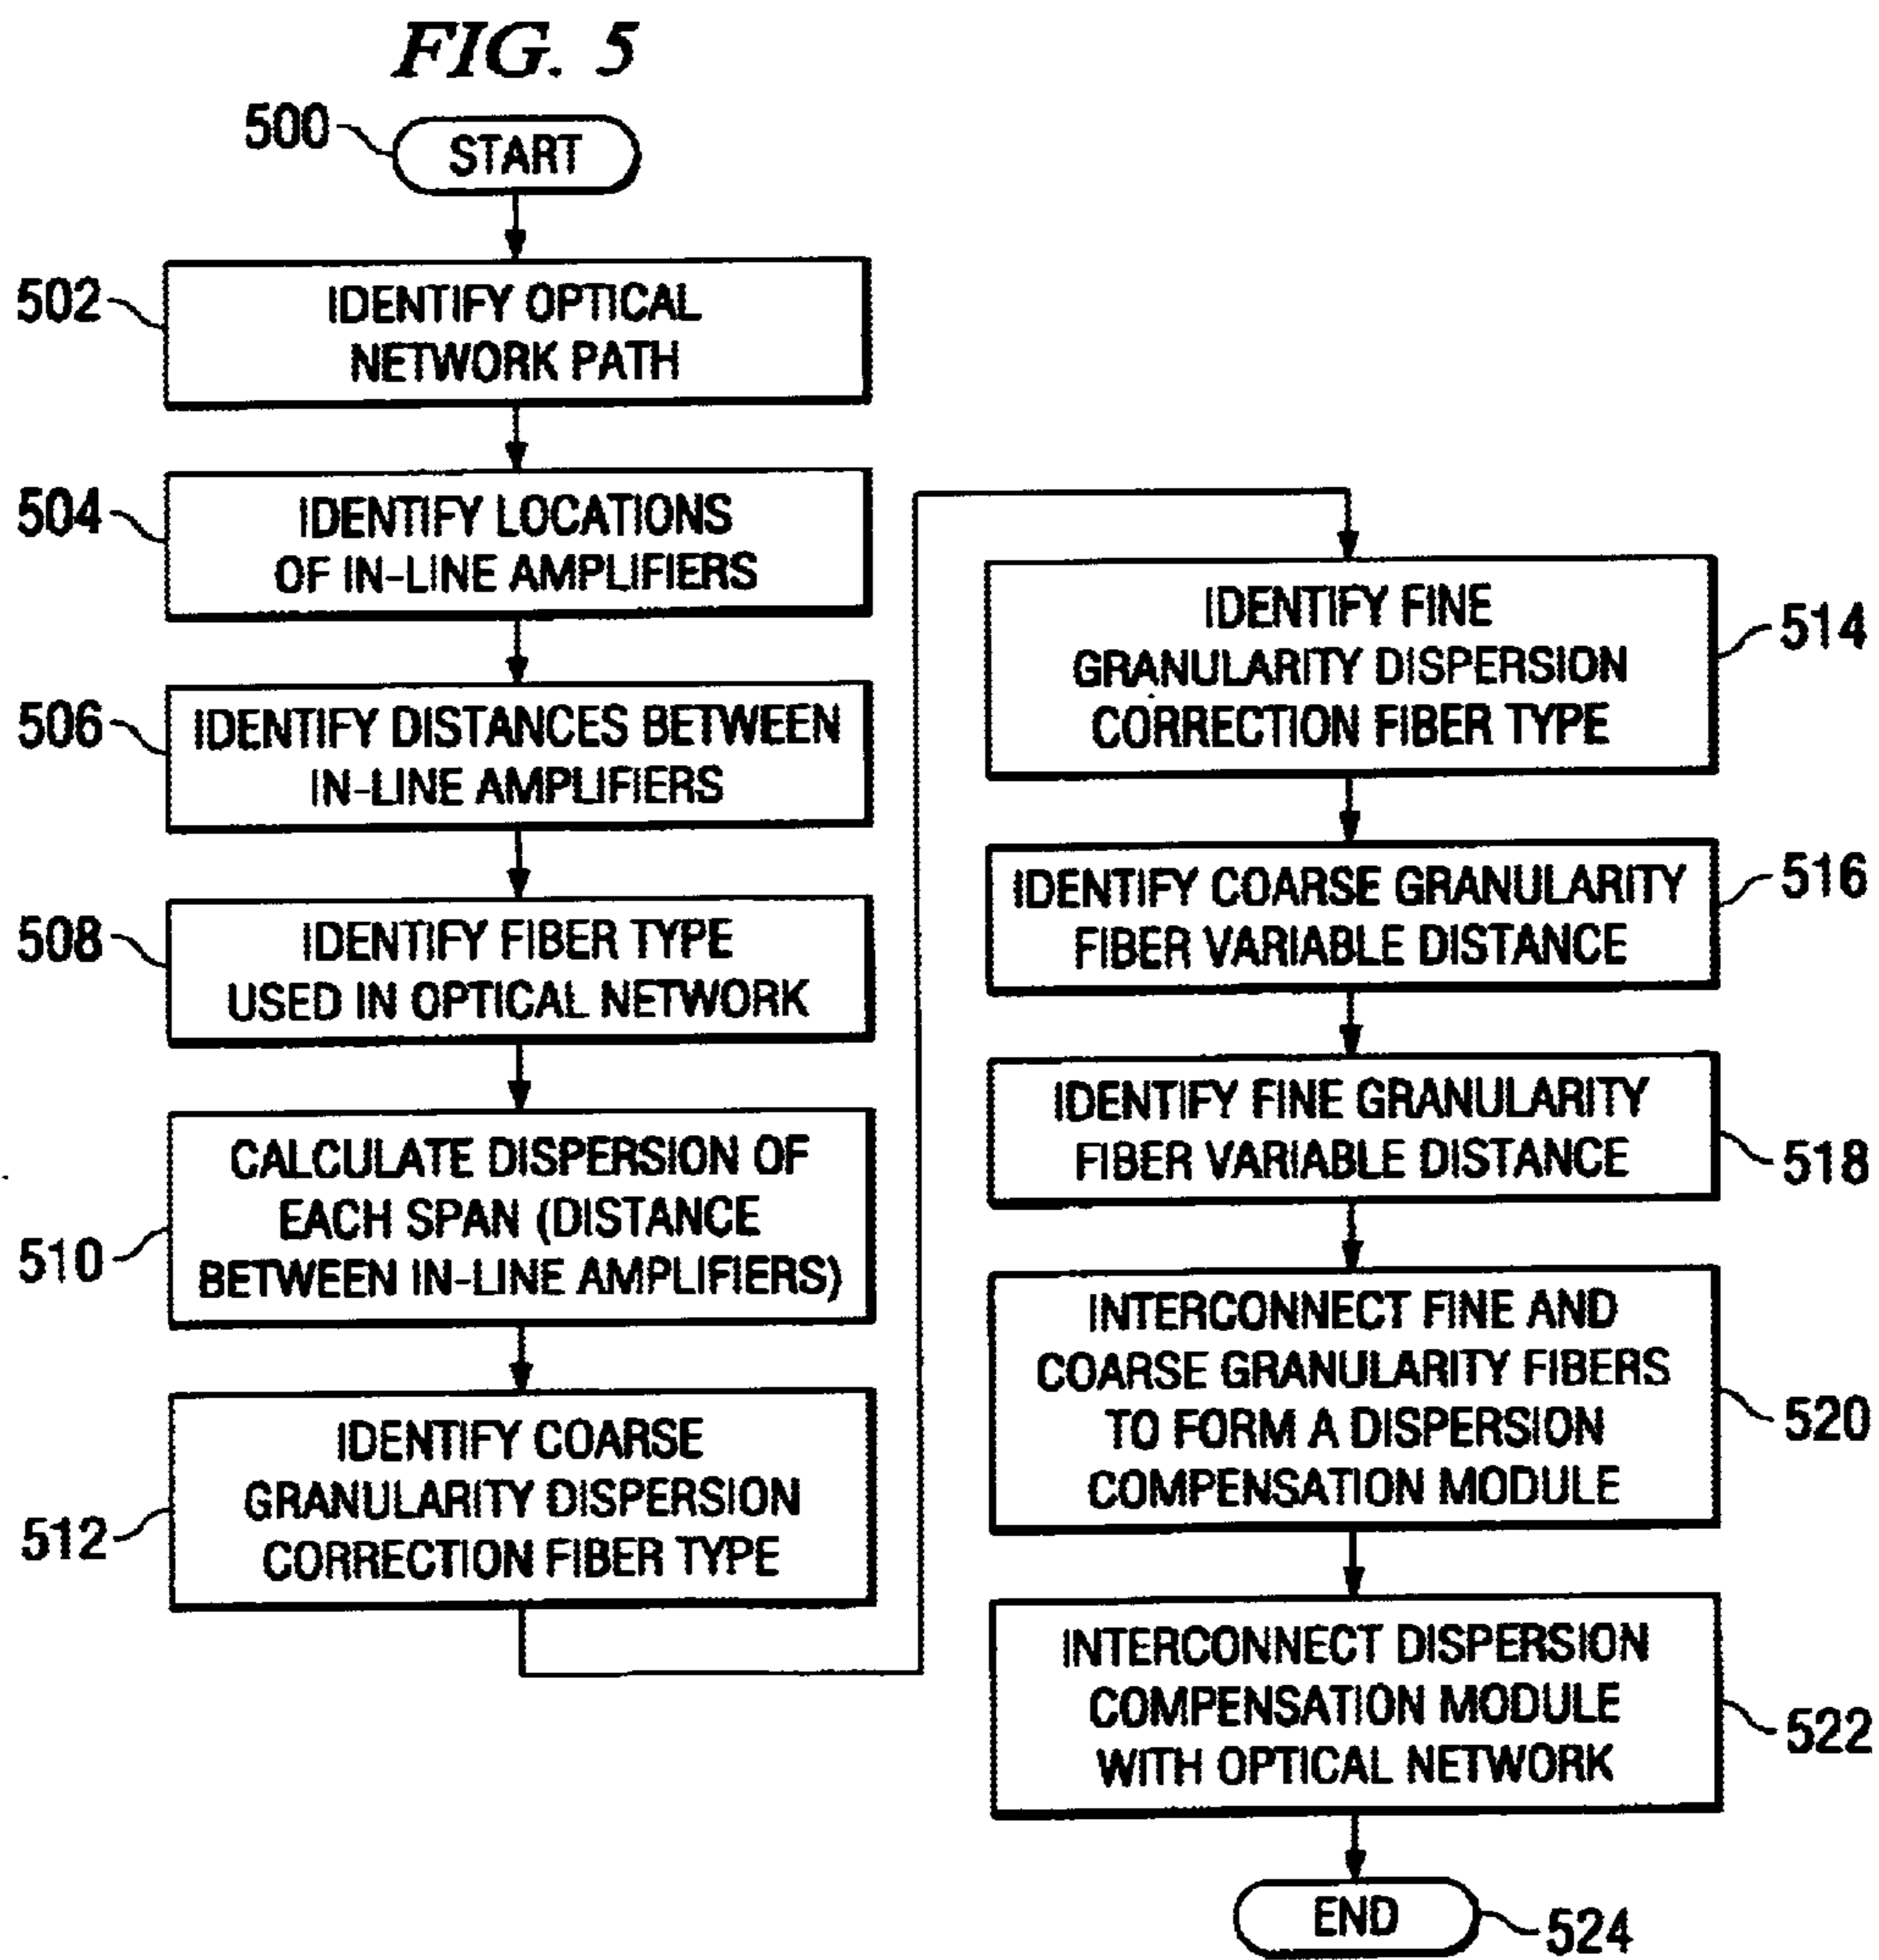 FIG. 5
500
START
502
IDENTIFY OPTICAL
NETWORK PATH
504
IDENTIFY LOCATIONS
OF IN-LINE AMPLIFIERS
506
IDENTIFY DISTANCES BETWEEN
IN-LINE AMPLIFIERS
508
IDENTIFY FIBER TYPE
USED IN OPTICAL NETWORK
510
CALCULATE DISPERSION OF
EACH SPAN (DISTANCE
BETWEEN IN-LINE AMPLIFIERS)
512
IDENTIFY COARSE
GRANULARITY DISPERSION
CORRECTION FIBER TYPE
IDENTIFY FINE
GRANULARITY DISPERSION
CORRECTION FIBER TYPE
514
IDENTIFY COARSE GRANULARITY
FIBER VARIABLE DISTANCE
516
IDENTIFY FINE GRANULARITY
FIBER VARIABLE DISTANCE
518
INTERCONNECT FINE AND
COARSE GRANULARITY FIBERS
TO FORM A DISPERSION
COMPENSATION MODULE
520
INTERCONNECT DISPERSION
COMPENSATION MODULE
WITH OPTICAL NETWORK
522
END
524